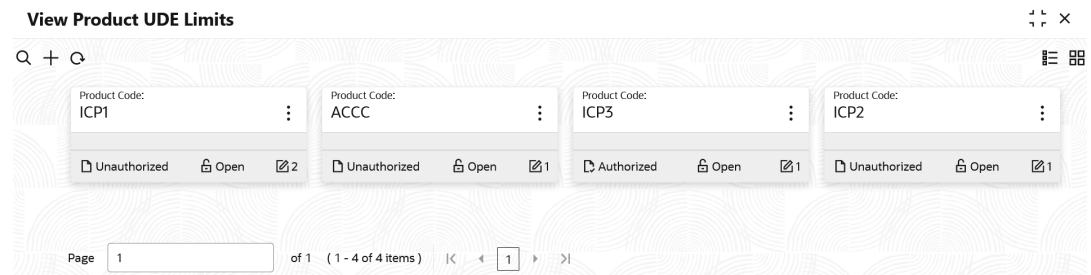 View Product UDE Limits
Product Code:
ICP1
Unauthorized Open 2
Product Code:
ACCC
Unauthorized Open 1
Product Code:
ICP3
Authorized Open 1
Product Code:
ICP2
Unauthorized Open 1
Page 1 of 1 ( 1 - 4 of 4 items ) 1